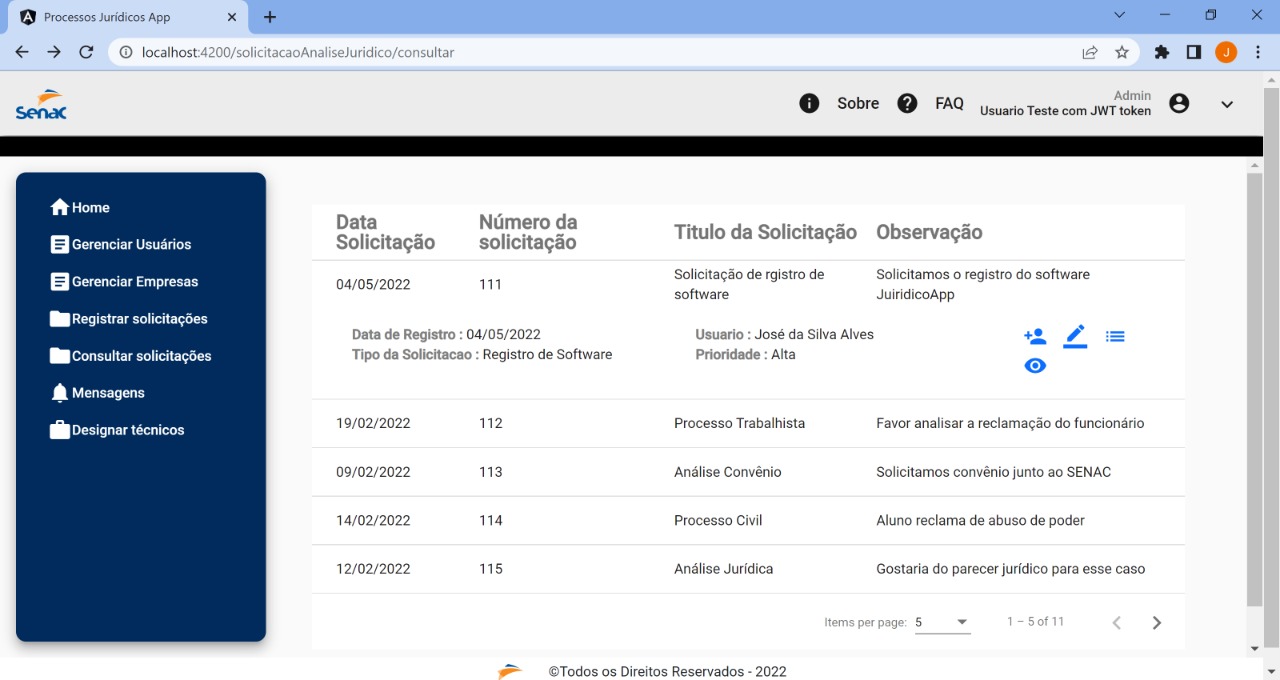 Processos Jurídicos App
localhost:4200/solicitacaoAnaliseJuridico/consultar
J
Senac
Sobre
FAQ
Admin
Usuario Teste com JWT token
Home
Gerenciar Usuários
Gerenciar Empresas
Registrar solicitações
Consultar solicitações
Mensagens
Designar técnicos
Data Solicitação Número da solicitação Titulo da Solicitação Observação
04/05/2022 111 Solicitação de rgistro de software Solicitamos o registro do software JuiridicoApp
Data de Registro : 04/05/2022 Usuario : José da Silva Alves
Tipo da Solicitacao : Registro de Software Prioridade : Alta
19/02/2022 112 Processo Trabalhista Favor analisar a reclamação do funcionário
09/02/2022 113 Análise Convênio Solicitamos convênio junto ao SENAC
14/02/2022 114 Processo Civil Aluno reclama de abuso de poder
12/02/2022 115 Análise Jurídica Gostaria do parecer jurídico para esse caso
Items per page: 5 1 – 5 of 11
©Todos os Direitos Reservados - 2022